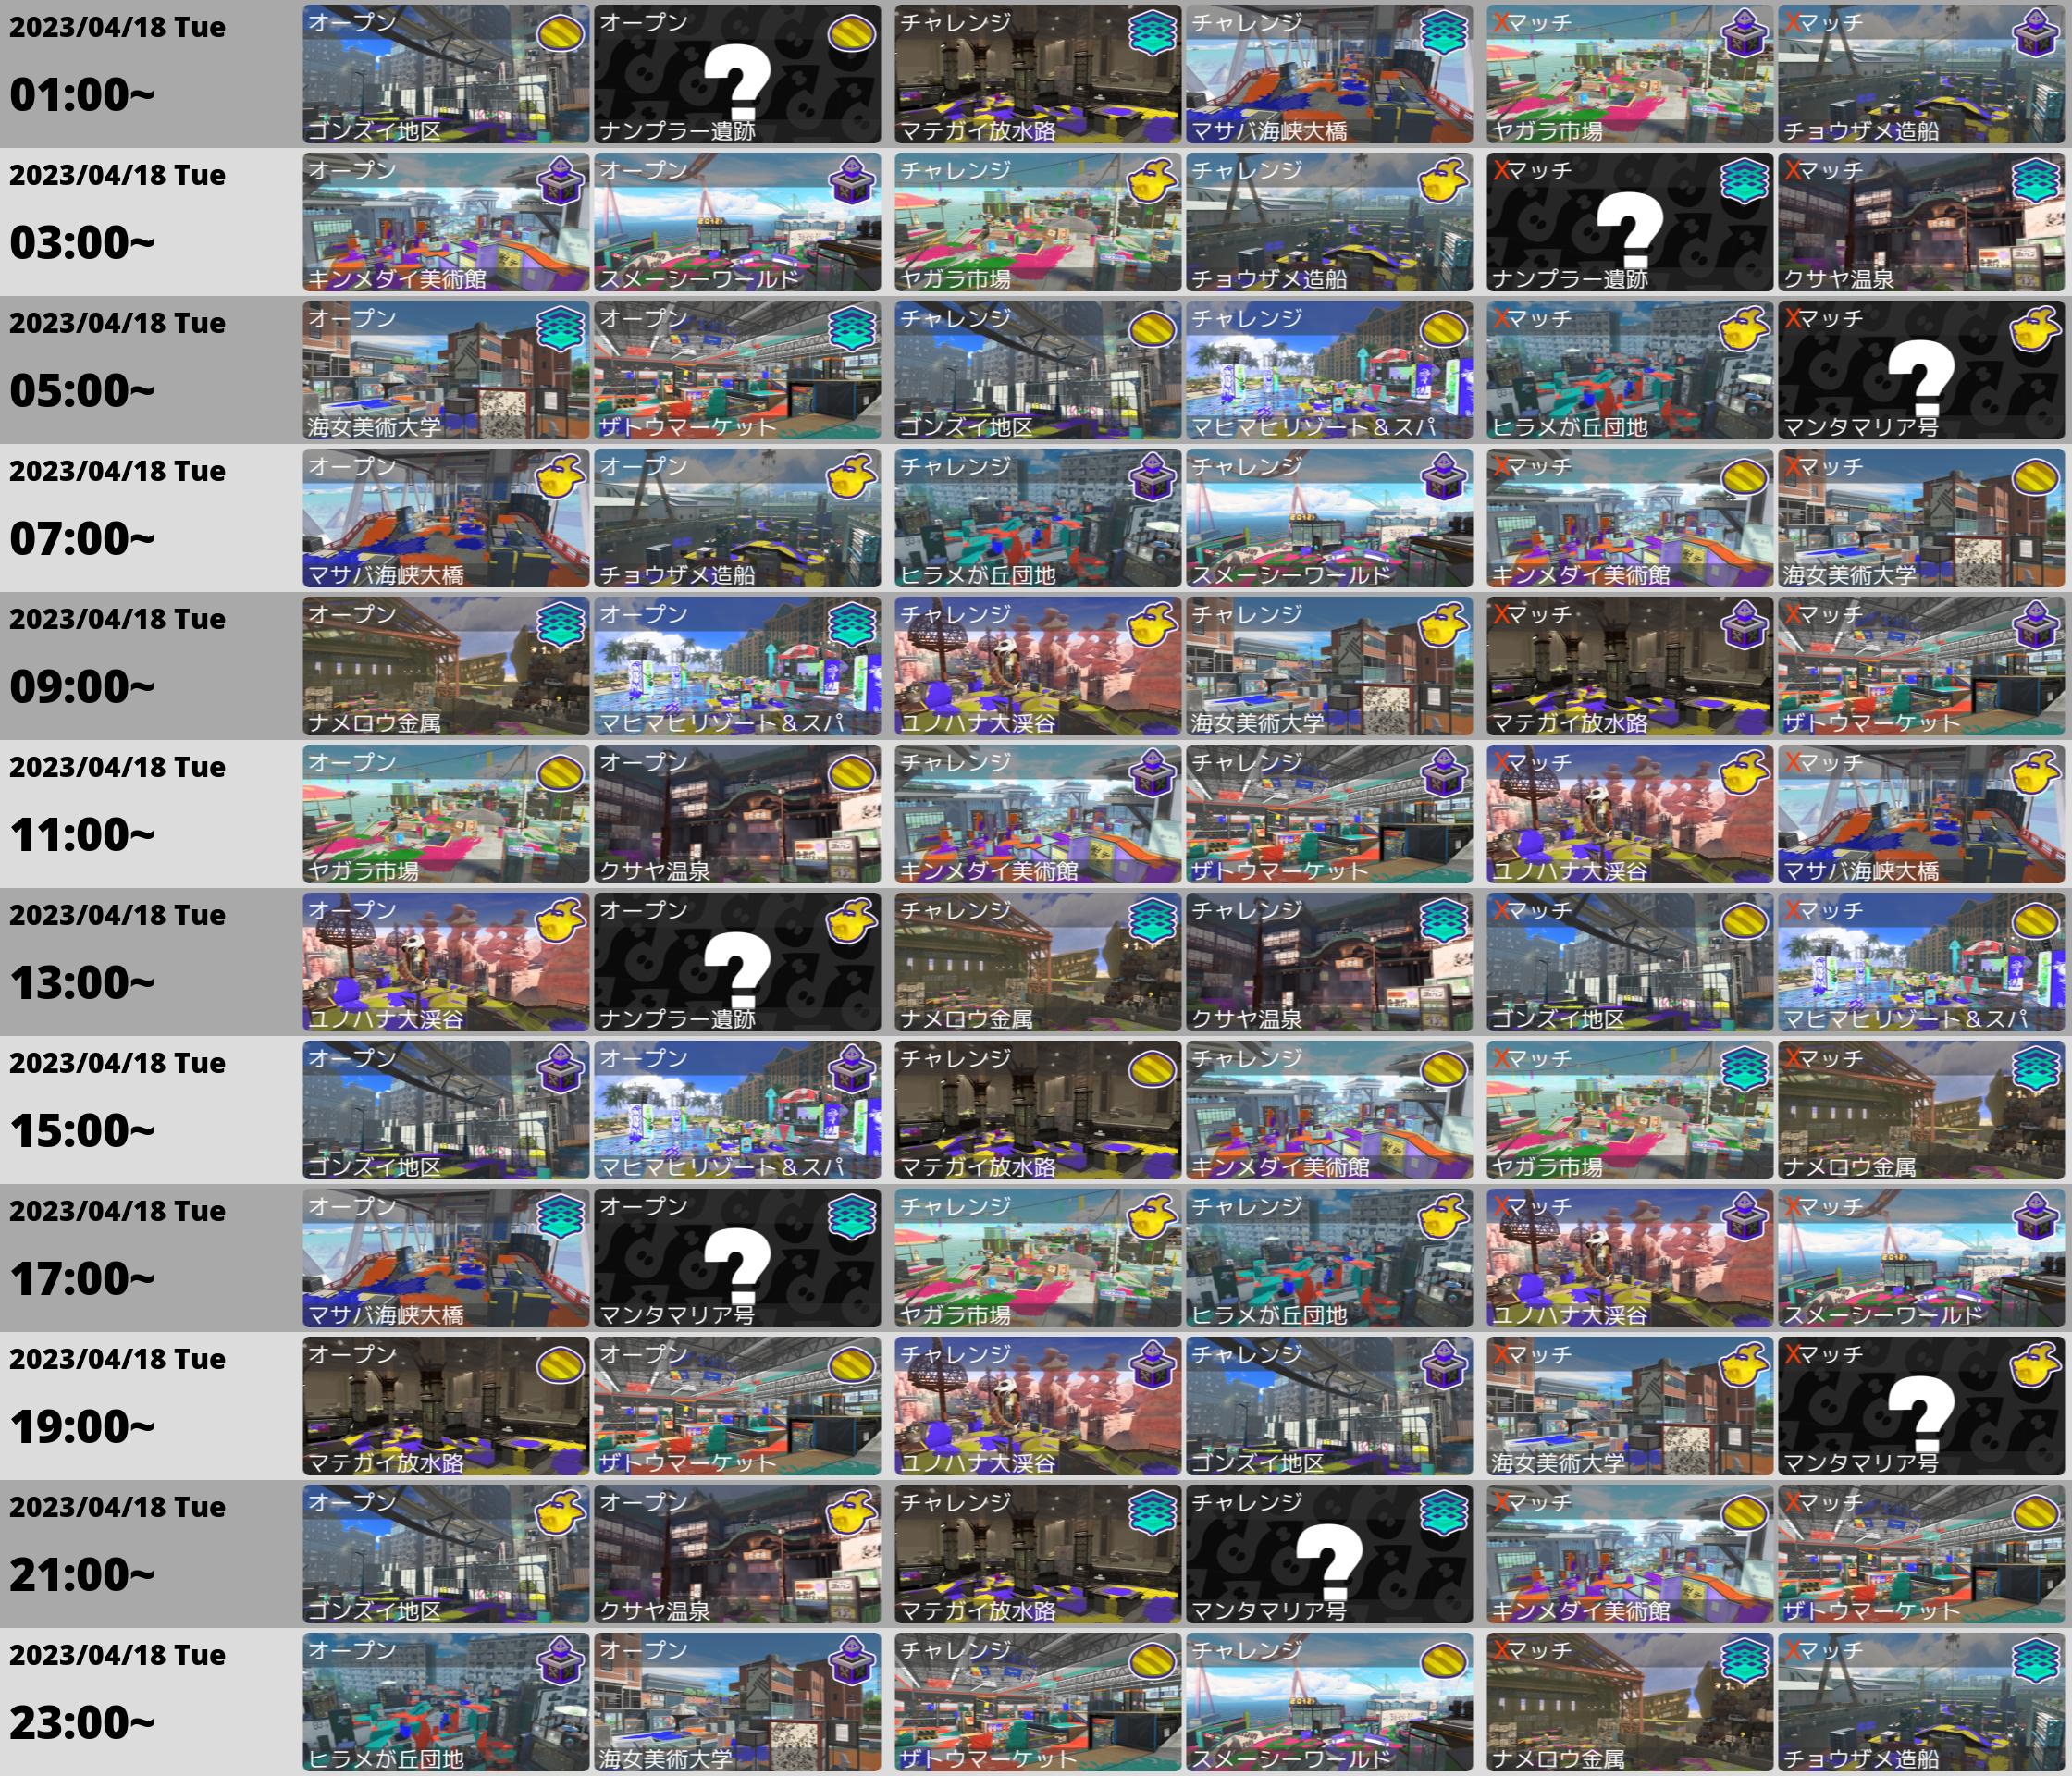 2023/04/18 Tue
01:00~
オープン
ゴンズイ地区
オープン
ナンプラー遺跡
チャレンジ
マテガイ放水路
チャレンジ
マサバ海峡大橋
Xマッチ
ヤガラ市場
Xマッチ
チョウザメ造船
2023/04/18 Tue
03:00~
オープン
キンメダイ美術館
オープン
スメーシーワールド
チャレンジ
ヤガラ市場
チャレンジ
チョウザメ造船
Xマッチ
ナンプラー遺跡
Xマッチ
クサヤ温泉
2023/04/18 Tue
05:00~
オープン
海女美術大学
オープン
ザトウマーケット
チャレンジ
ゴンズイ地区
チャレンジ
マヒマヒリゾート＆スパ
Xマッチ
ヒラメが丘団地
Xマッチ
マンタマリア号
2023/04/18 Tue
07:00~
オープン
マサバ海峡大橋
オープン
チョウザメ造船
チャレンジ
ヒラメが丘団地
チャレンジ
スメーシーワールド
Xマッチ
キンメダイ美術館
Xマッチ
海女美術大学
2023/04/18 Tue
09:00~
オープン
ナメロウ金属
オープン
マヒマヒリゾート＆スパ
チャレンジ
ユノハナ大渓谷
チャレンジ
海女美術大学
Xマッチ
マテガイ放水路
Xマッチ
ザトウマーケット
2023/04/18 Tue
11:00~
オープン
ヤガラ市場
オープン
クサヤ温泉
チャレンジ
キンメダイ美術館
チャレンジ
ザトウマーケット
Xマッチ
ユノハナ大渓谷
Xマッチ
マサバ海峡大橋
2023/04/18 Tue
13:00~
オープン
ユノハナ大渓谷
オープン
ナンプラー遺跡
チャレンジ
ナメロウ金属
チャレンジ
クサヤ温泉
Xマッチ
ゴンズイ地区
Xマッチ
マヒマヒリゾート＆スパ
2023/04/18 Tue
15:00~
オープン
ゴンズイ地区
オープン
マヒマヒリゾート＆スパ
チャレンジ
マテガイ放水路
チャレンジ
キンメダイ美術館
Xマッチ
ヤガラ市場
Xマッチ
ナメロウ金属
2023/04/18 Tue
17:00~
オープン
マサバ海峡大橋
オープン
マンタマリア号
チャレンジ
ヤガラ市場
チャレンジ
ヒラメが丘団地
Xマッチ
ユノハナ大渓谷
Xマッチ
スメーシーワールド
2023/04/18 Tue
19:00~
オープン
マテガイ放水路
オープン
ザトウマーケット
チャレンジ
ユノハナ大渓谷
チャレンジ
ゴンズイ地区
Xマッチ
海女美術大学
Xマッチ
マンタマリア号
2023/04/18 Tue
21:00~
オープン
ゴンズイ地区
オープン
クサヤ温泉
チャレンジ
マテガイ放水路
チャレンジ
マンタマリア号
Xマッチ
キンメダイ美術館
Xマッチ
ザトウマーケット
2023/04/18 Tue
23:00~
オープン
ヒラメが丘団地
オープン
海女美術大学
チャレンジ
ザトウマーケット
チャレンジ
スメーシーワールド
Xマッチ
ナメロウ金属
Xマッチ
チョウザメ造船